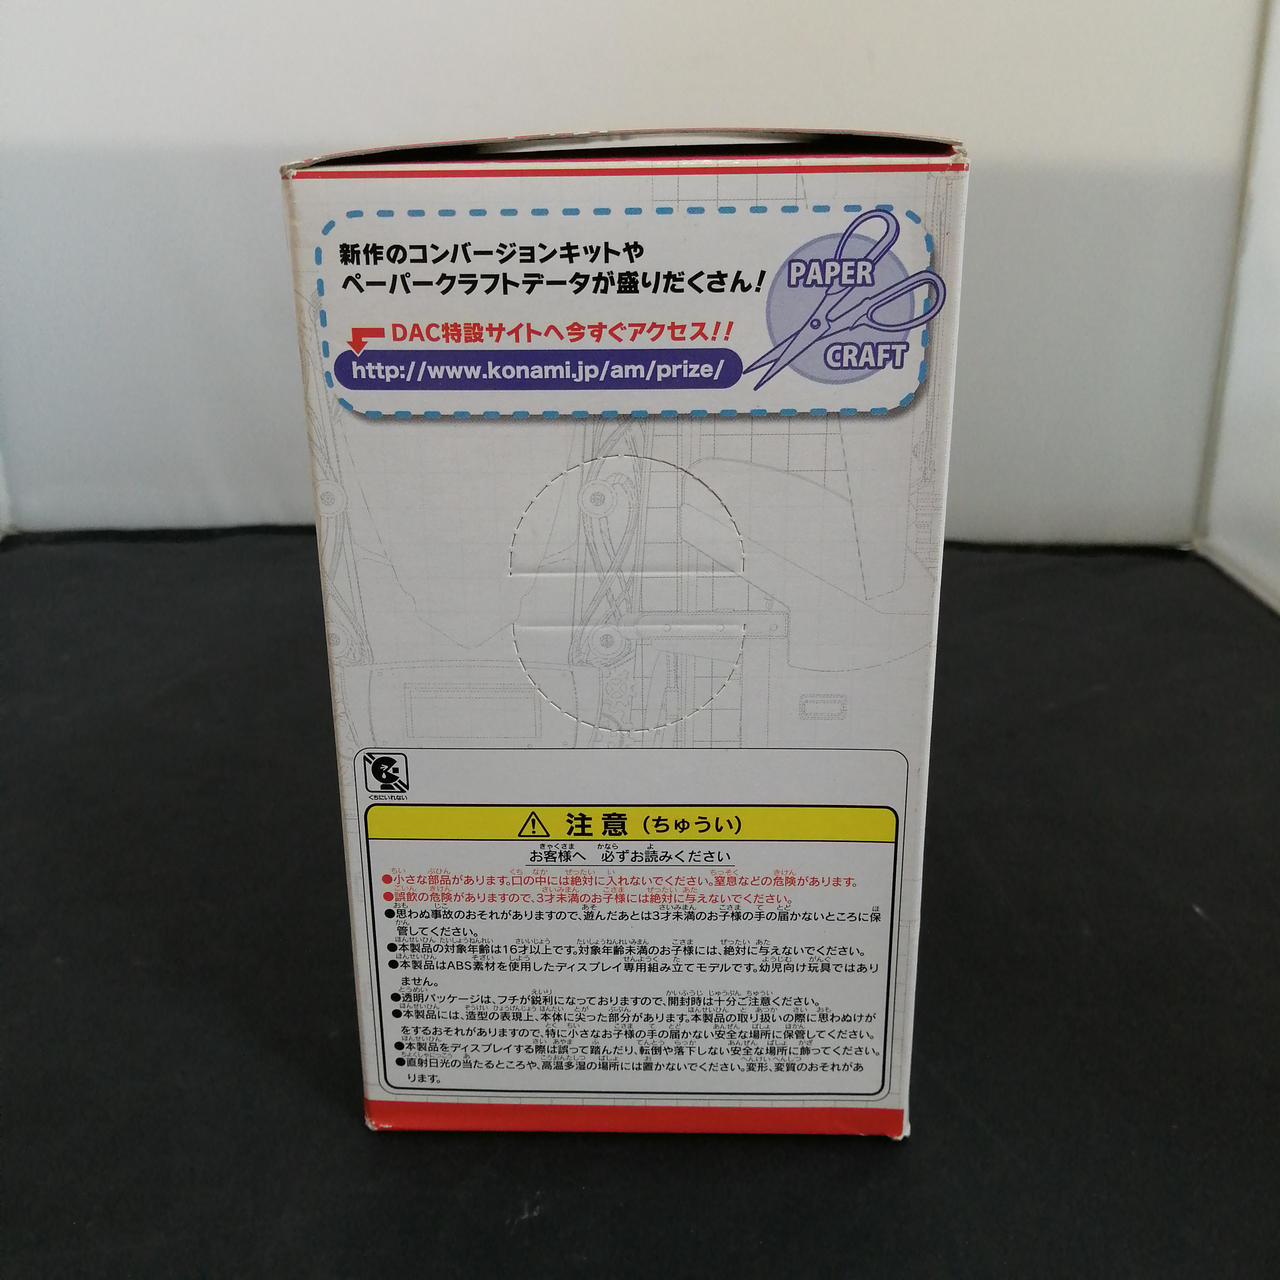 新作のコンバージョンキットや
ペーパークラフトデータが盛りだくさん!
DAC特設サイトへ今すぐアクセス!!
http://www.konami.jp/am/prize/
PAPER
CRAFT
くちにいれない
注意(ちゅうい)
お客様へ 必ずお読みください
●小さな部品があります。口の中には絶対に入れないでください。窒息などの危険があります。
●誤飲の危険がありますので、3才未満のお子様には絶対に与えないでください。
●思わぬ事故のおそれがありますので、遊んだあとは3才未満のお子様の手の届かないところに保
管してください。
●本製品の対象年齢は16才以上です。対象年齢未満のお子様には、絶対に与えないでください。
●本製品はABS素材を使用したディスプレイ専用組み立てモデルです。幼児向け玩具ではあり
ません。
●透明パッケージは、フチが鋭利になっておりますので、開封時は十分ご注意ください。
●本製品には、造型の表現上、本体に尖った部分があります。本製品の取り扱いの際に思わぬけが
をするおそれがありますので、特に小さなお子様の手の届かない安全な場所に保管してください。
●本製品をディスプレイする際は誤って踏んだり、転倒や落下しない安全な場所に飾ってください。
●直射日光の当たるところや、高温多湿の場所には置かないでください。変形、変質のおそれがあ
ります。